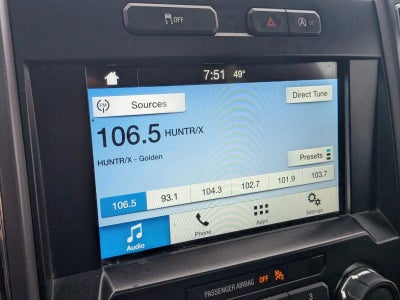 OFF
A
7:51 49°
FM
Sources
Direct Tune
106.5 HUNTR/X
HUNTR/X - Golden
Presets
106.5 93.1 104.3 102.7 101.9 103.7
Audio Phone Apps Settings
PASSENGER AIRBAG OFF